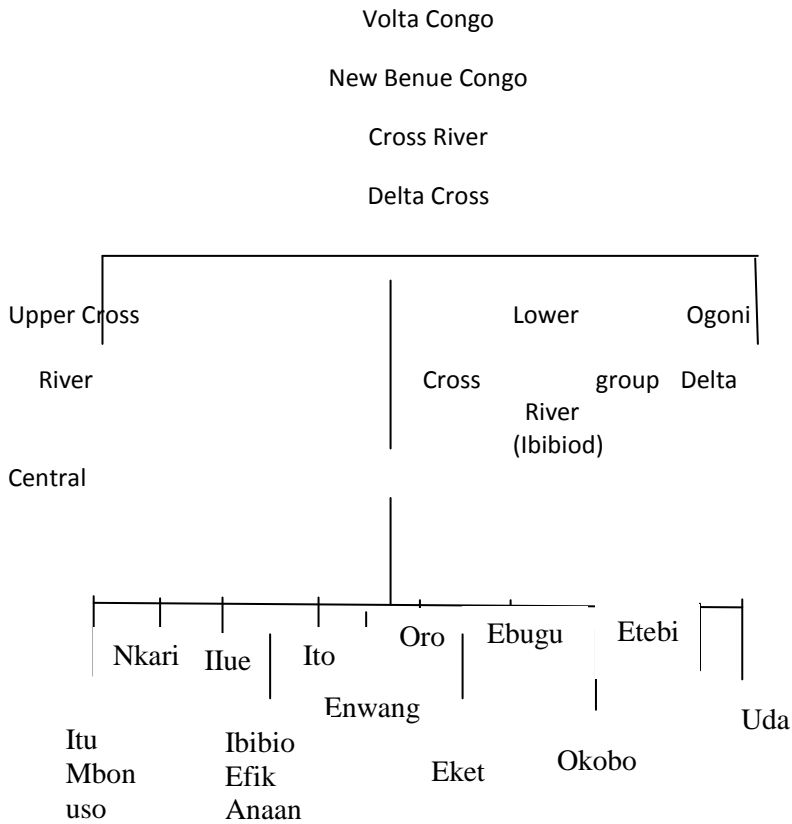 Volta Congo
New Benue Congo
Cross River
Delta Cross
Upper Cross Lower Ogoni
River Cross group Delta
River
(Ibibiod)
Central
Nkari IIue Ito Oro Ebugu Etebi
Enwang
Uda
Itu Ibibio
Mbon Efik Eket Okobo
uso Anaan